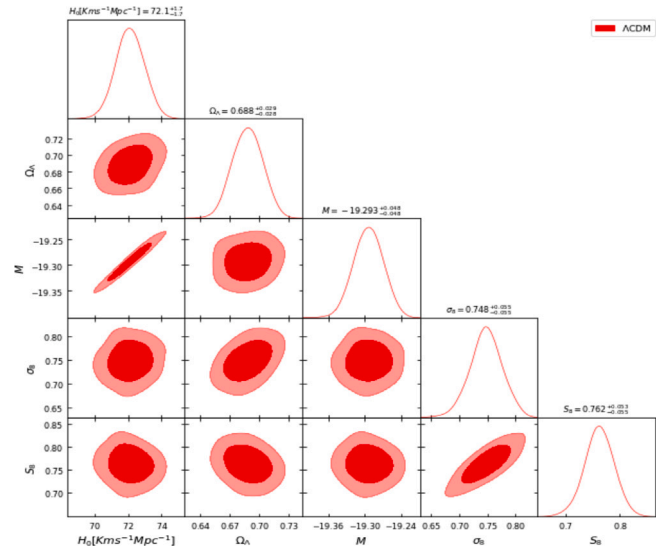 H₀[Kms⁻¹Mpc⁻¹] = 72.1⁺¹·⁷₋₁.₇
ΛCDM
Ω_Λ = 0.688^{+0.026}_{-0.028}
0.72
0.70
0.68
0.66
0.64
Ω_Λ
M = −19.293^{+0.048}_{-0.048}
−19.25
−19.30
−19.35
M
σ₈ = 0.748^{+0.055}_{-0.055}
0.80
0.75
0.70
0.65
σ₈
S₈ = 0.762^{+0.053}_{-0.055}
0.85
0.80
0.75
0.70
S₈
70 72 74 0.64 0.67 0.70 0.73 −19.36 −19.30 −19.24 0.65 0.70 0.75 0.80 0.7 0.8
H₀[Kms⁻¹Mpc⁻¹] Ω_Λ M σ₈ S₈